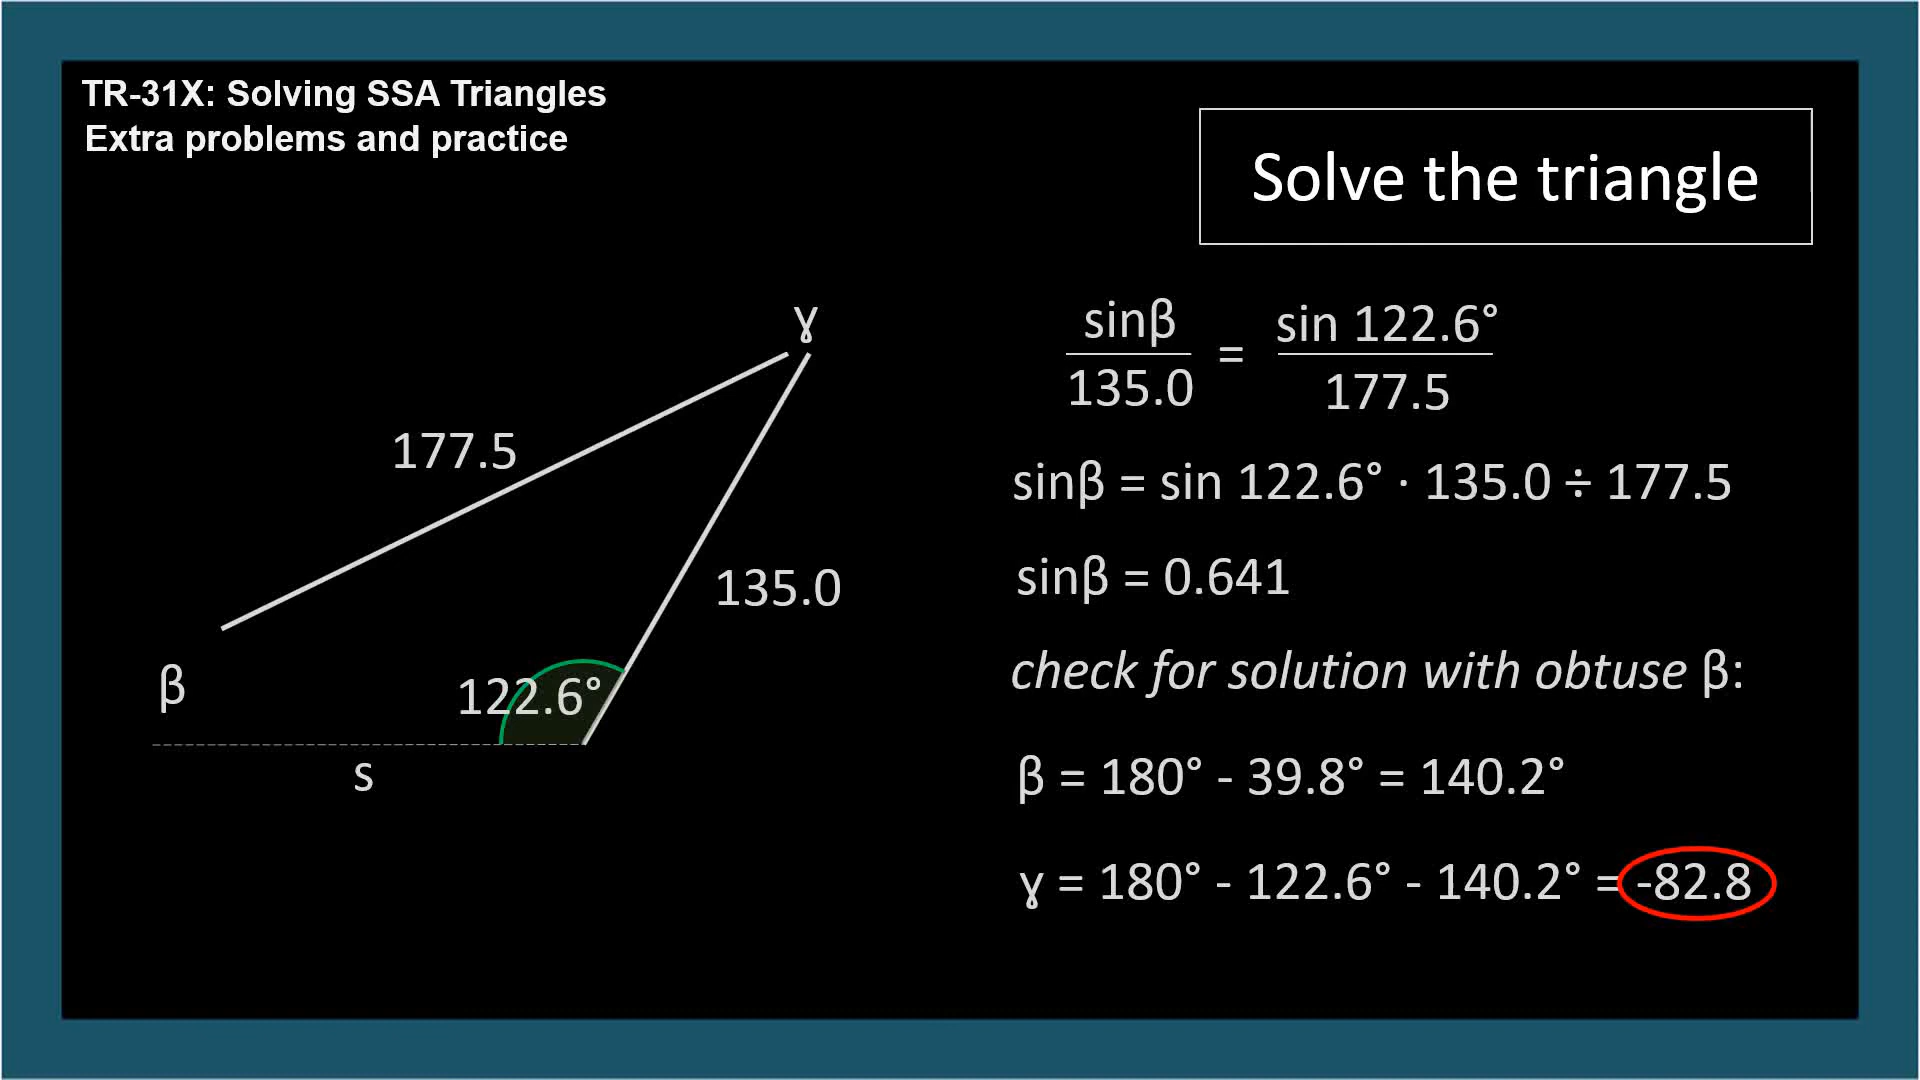 TR-31X: Solving SSA Triangles
Extra problems and practice
Solve the triangle
γ
177.5
135.0
β
122.6°
s
sinβ / 135.0 = sin 122.6° / 177.5
sinβ = sin 122.6° · 135.0 ÷ 177.5
sinβ = 0.641
check for solution with obtuse β:
β = 180° - 39.8° = 140.2°
γ = 180° - 122.6° - 140.2° = -82.8